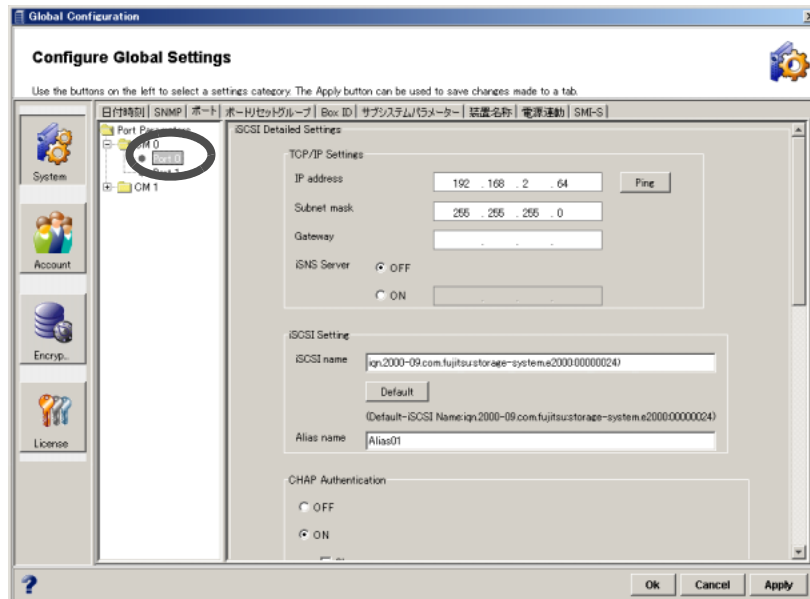 Global Configuration
Configure Global Settings
Use the buttons on the left to select a settings category. The Apply button can be used to save changes made to a tab.
日付時刻 SNMP ポート ポートリセットグループ Box ID サブシステムパラメーター 装置名称 電源連動 SMI-S
System
Account
Encryp..
License
Port Parameters
CM 0
Port 0
Port 1
CM 1
iSCSI Detailed Settings
TCP/IP Settings
IP address 192 . 168 . 2 . 64 Ping
Subnet mask 255 . 255 . 255 . 0
Gateway . . .
iSNS Server OFF
ON . . .
iSCSI Setting
iSCSI name iqn.2000-09.com.fujitsu:storage-system.e2000:00000024)
Default
(Default-iSCSI Name:iqn.2000-09.com.fujitsu:storage-system.e2000:00000024)
Alias name Alias01
CHAP Authentication
OFF
ON
? Ok Cancel Apply